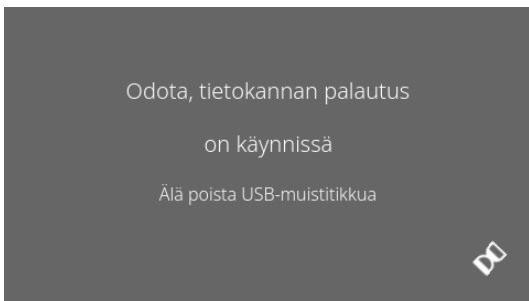 Odota, tietokannan palautus
on käynnissä
Älä poista USB-muistitikkua